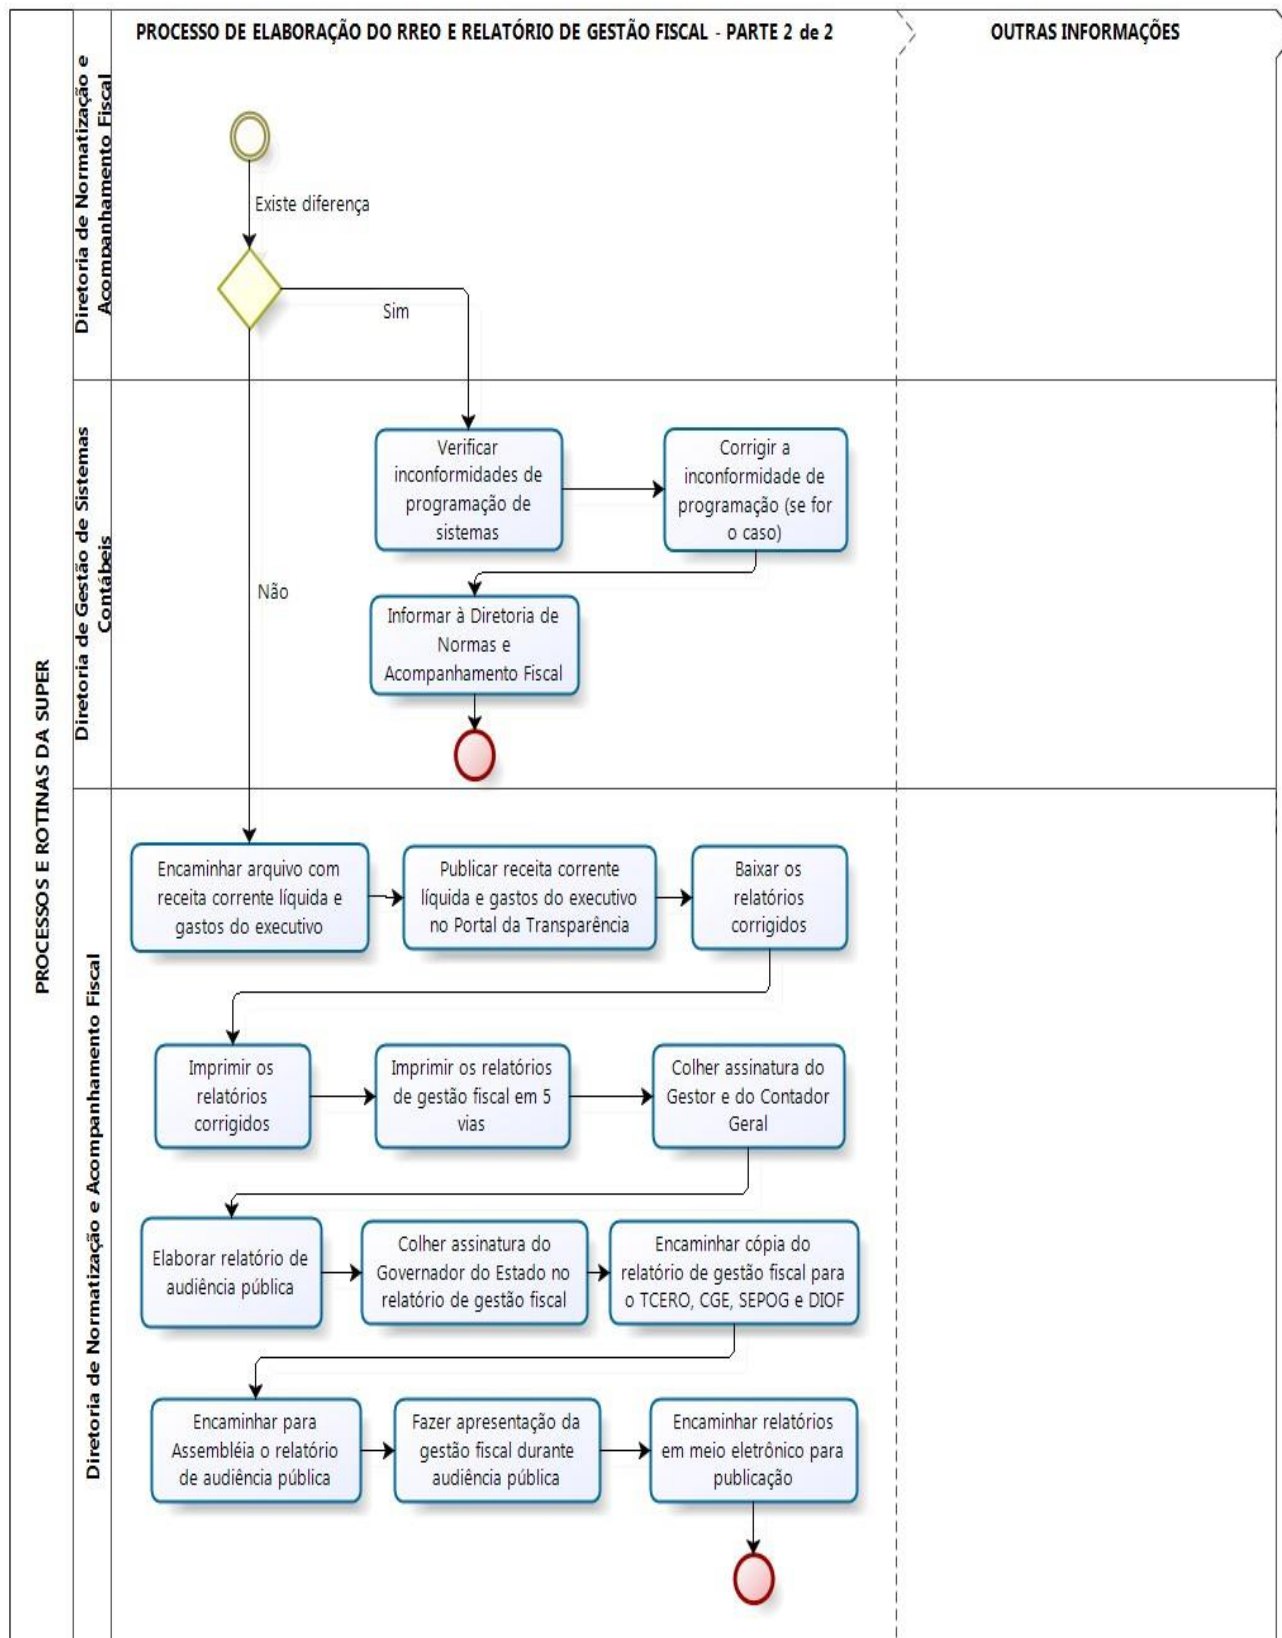 PROCESSO DE ELABORAÇÃO DO RREO E RELATÓRIO DE GESTÃO FISCAL - PARTE 2 de 2
OUTRAS INFORMAÇÕES
PROCESSOS E ROTINAS DA SUPER
Diretoria de Normatização e
Acompanhamento Fiscal
Existe diferença
Sim
Não
Diretoria de Gestão de Sistemas
Contábeis
Verificar
inconformidades de
programação de
sistemas
Corrigir a
inconformidade de
programação (se for
o caso)
Informar à Diretoria de
Normas e
Acompanhamento Fiscal
Diretoria de Normatização e Acompanhamento Fiscal
Encaminhar arquivo com
receita corrente líquida e
gastos do executivo
Publicar receita corrente
líquida e gastos do executivo
no Portal da Transparência
Baixar os
relatórios
corrigidos
Imprimir os
relatórios
corrigidos
Imprimir os relatórios
de gestão fiscal em 5
vias
Colher assinatura do
Gestor e do Contador
Geral
Elaborar relatório de
audiência pública
Colher assinatura do
Governador do Estado no
relatório de gestão fiscal
Encaminhar cópia do
relatório de gestão fiscal para
o TCERO, CGE, SEPOG e DIOF
Encaminhar para
Assembléia o relatório
de audiência pública
Fazer apresentação da
gestão fiscal durante
audiência pública
Encaminhar relatórios
em meio eletrônico para
publicação